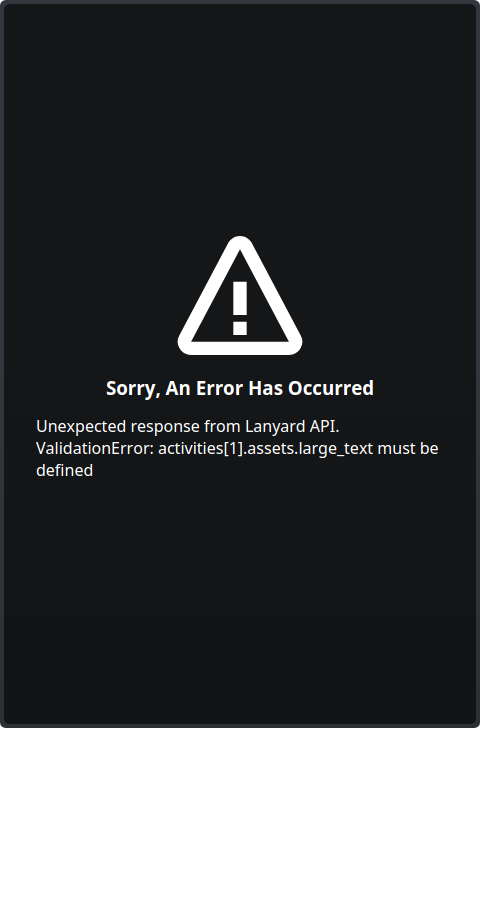 Sorry, An Error Has Occurred
Unexpected response from Lanyard API.
ValidationError: activities[1].assets.large_text must be
defined